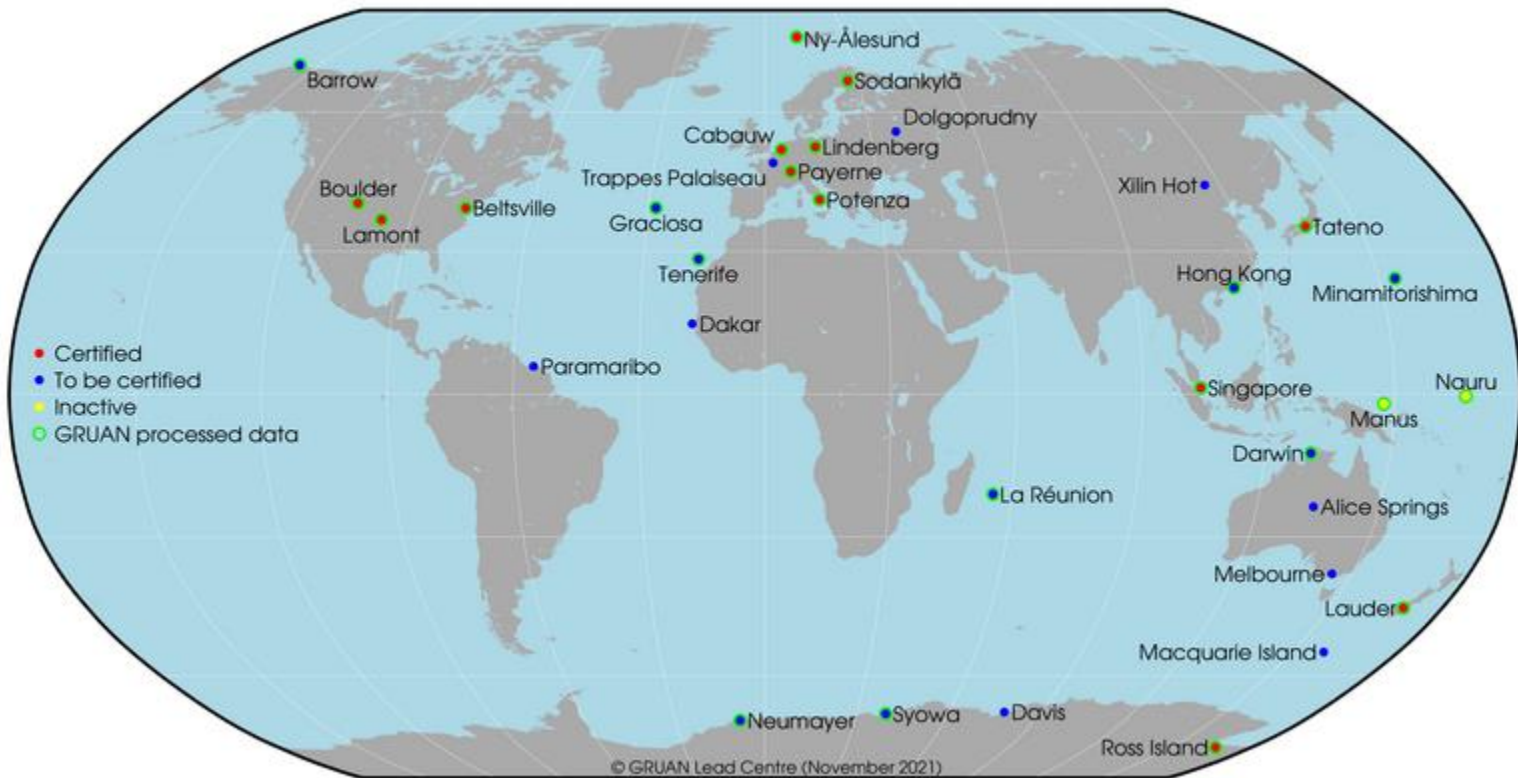 Ny-Ålesund
Barrow
Sodankylä
Dolgoprudny
Cabauw
Lindenberg
Trappes Palaiseau
Payerne
Xilin Hot
Boulder
Beltsville
Potenza
Graciosa
Lamont
Tateno
Tenerife
Hong Kong
Minamitorishima
Dakar
Certified
To be certified
Inactive
GRUAN processed data
Paramaribo
Singapore
Nauru
Manus
Darwin
La Réunion
Alice Springs
Melbourne
Lauder
Macquarie Island
Neumayer
Syowa
Davis
Ross Island
© GRUAN Lead Centre (November 2021)